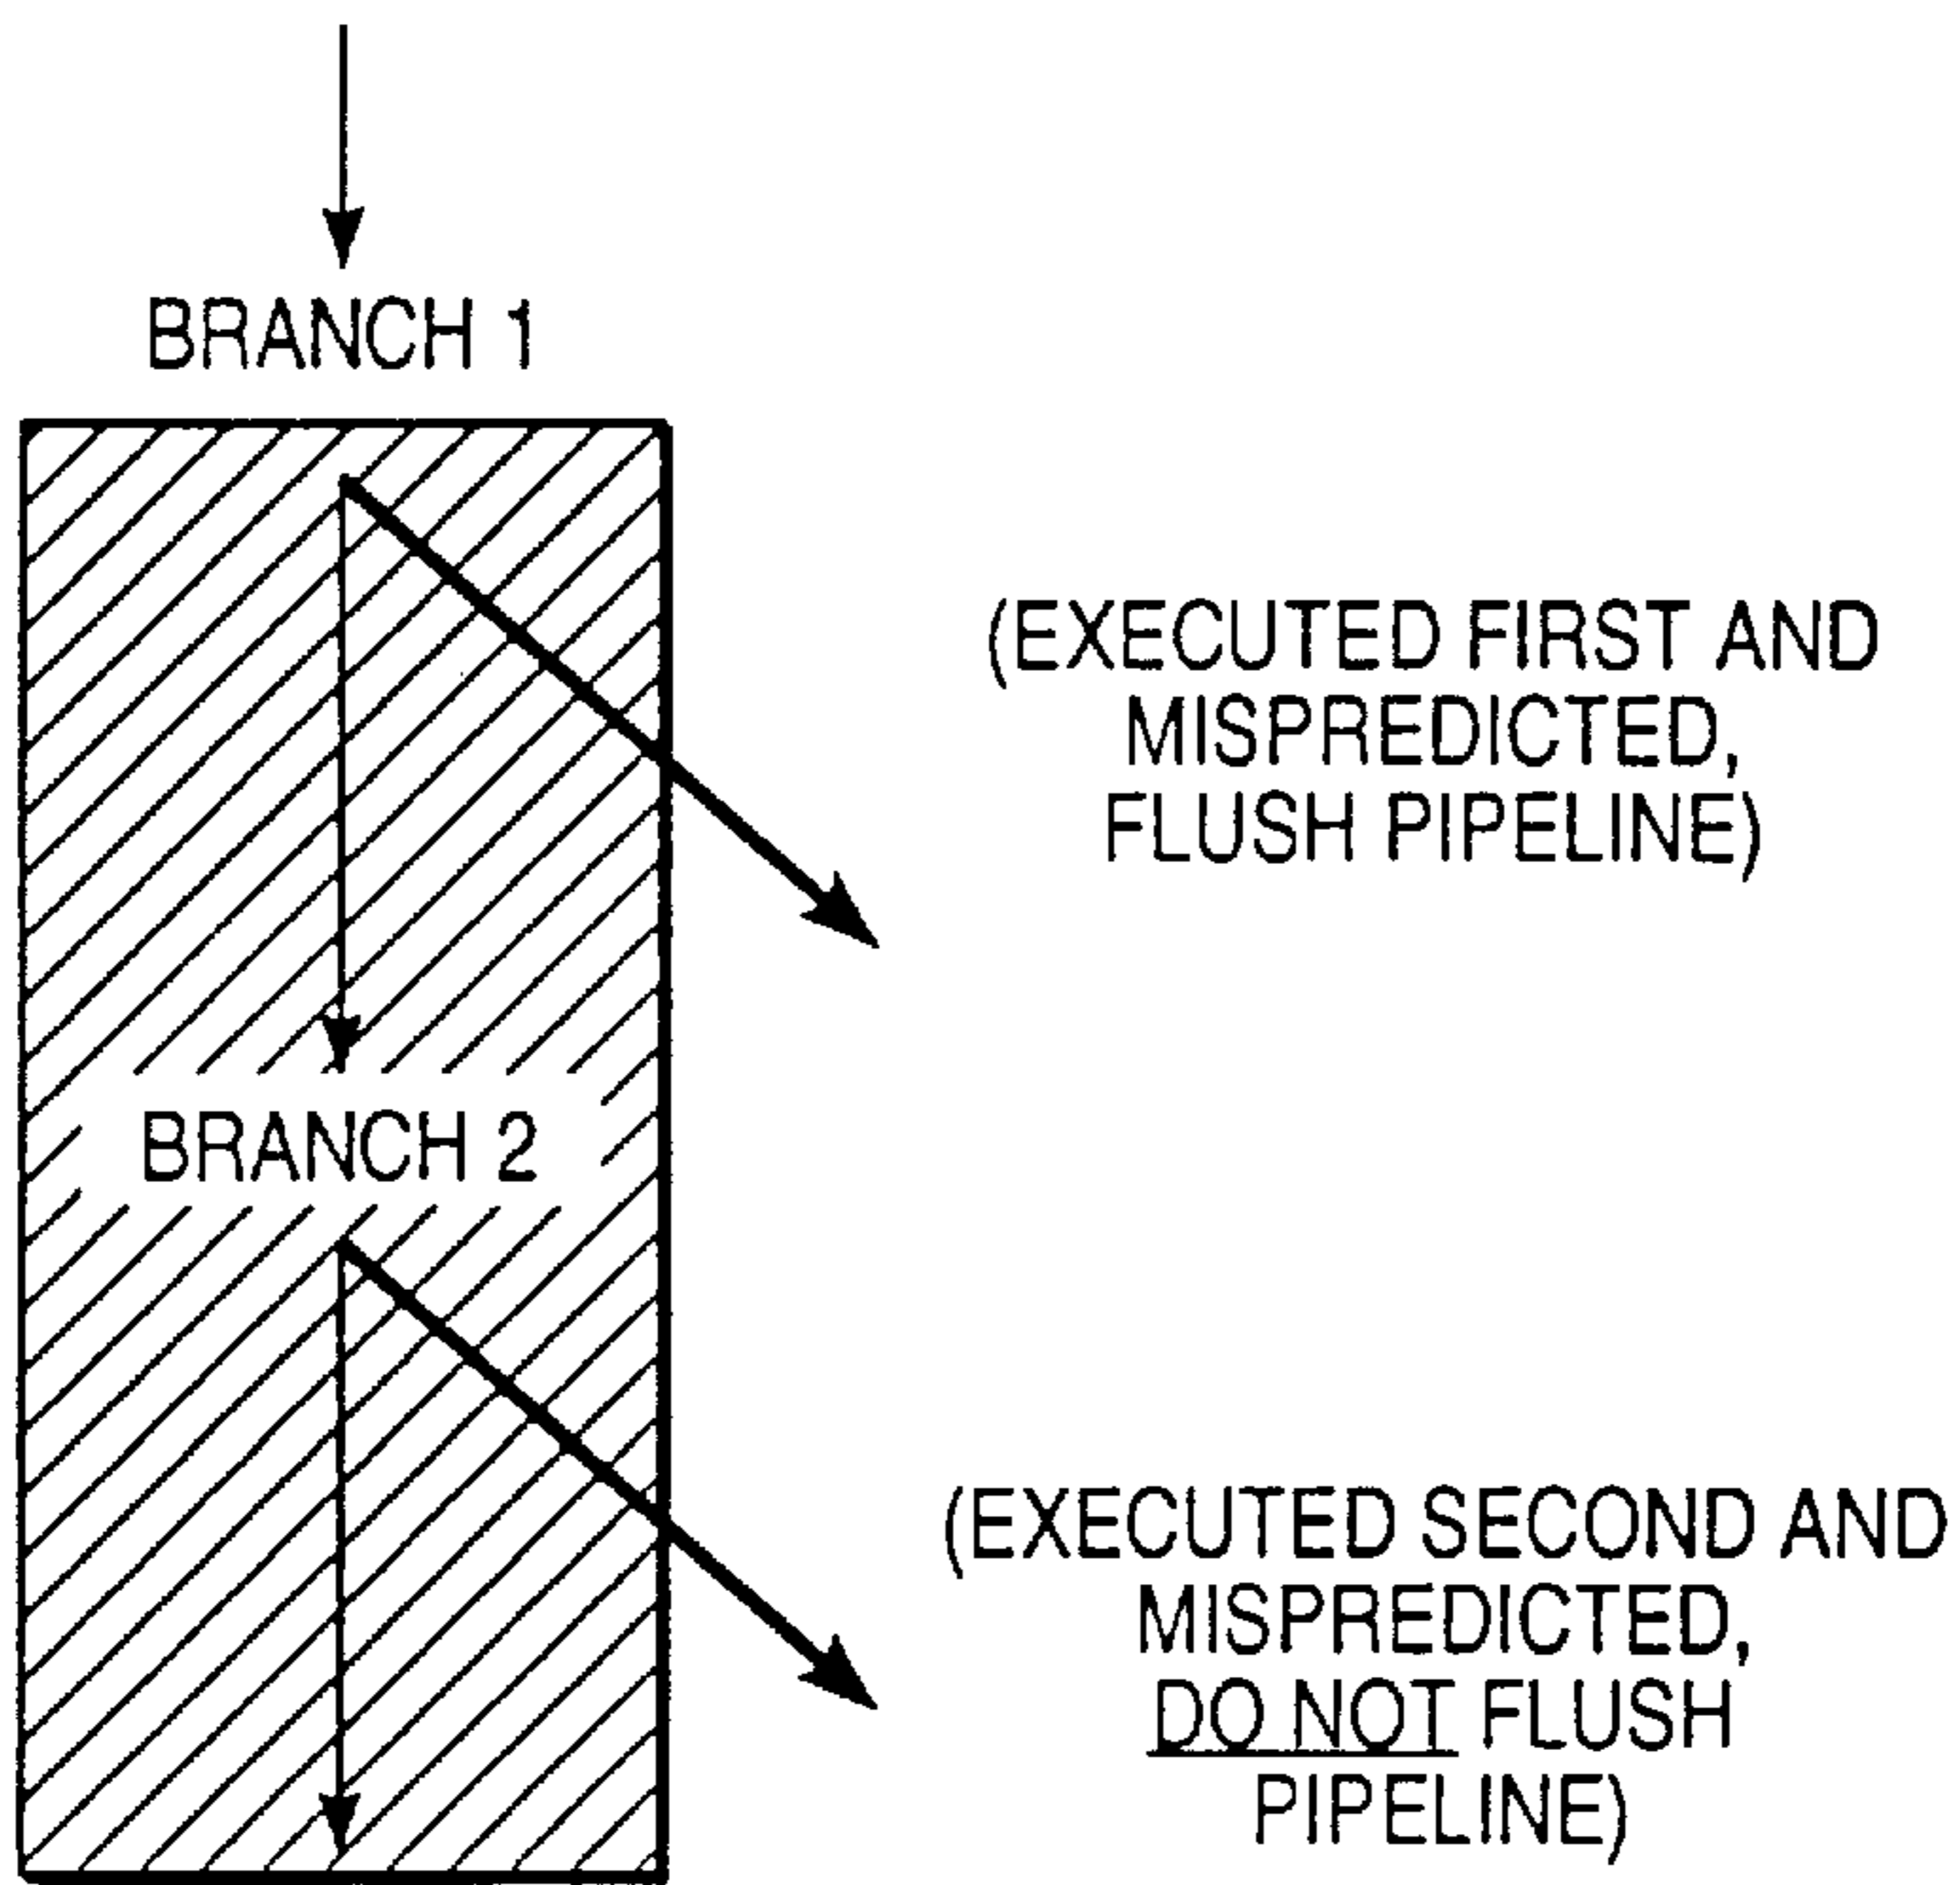 BRANCH 1
(EXECUTED FIRST AND
MISPREDICTED,
FLUSH PIPELINE)
BRANCH 2
(EXECUTED SECOND AND
MISPREDICTED,
DO NOT FLUSH
PIPELINE)